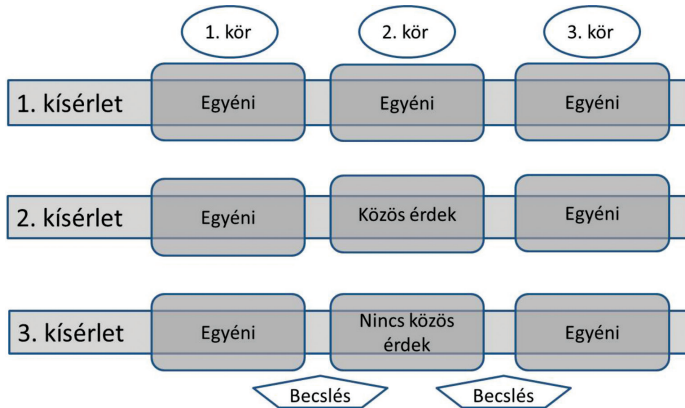 1. kör 2. kör 3. kör
1. kísérlet Egyéni Egyéni Egyéni
2. kísérlet Egyéni Közös érdek Egyéni
3. kísérlet Egyéni Nincs közös Egyéni
érdek
Becslés Becslés